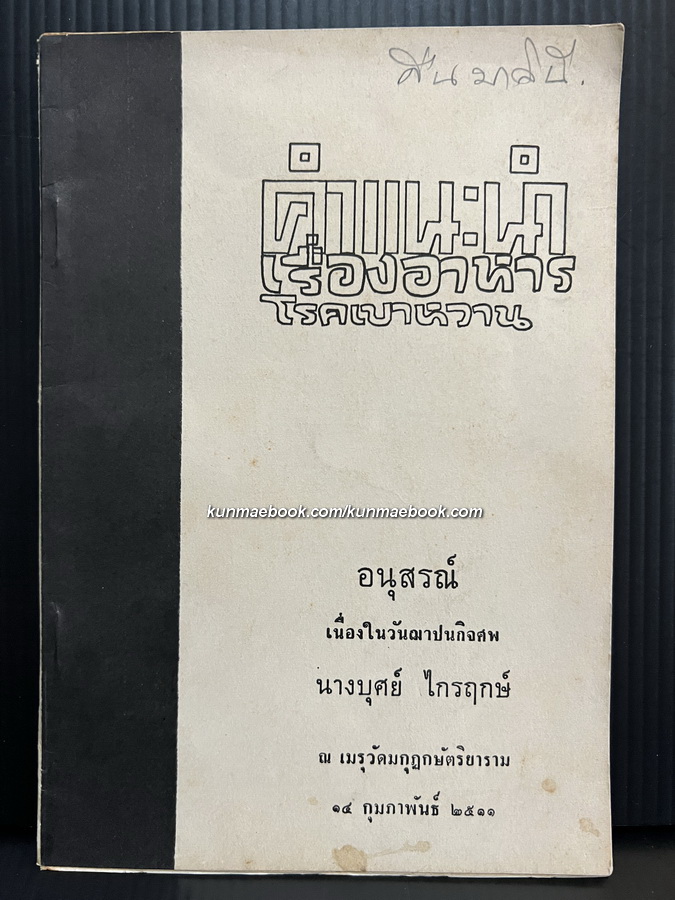 คำแนะนำ
เรื่องอาหาร
โรคเบาหวาน
kunmaebook.com/kunmaebook.com
อนุสรณ์
เนื่องในวันฌาปนกิจศพ
นางบุศย์ ไกรฤกษ์
ณ เมรุวัดมกุฏกษัตริยาราม
๑๔ กุมภาพันธ์ ๒๕๑๑